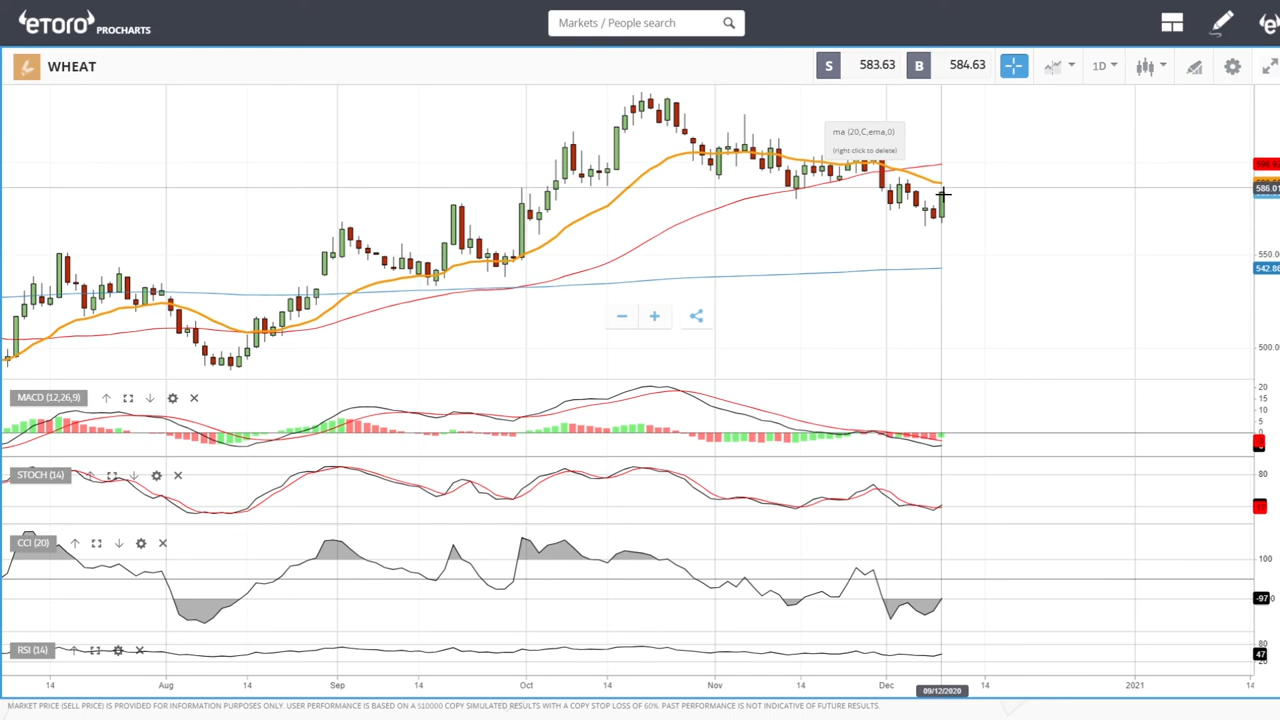 eToro PROCHARTS
Markets / People search
WHEAT
S 583.63 B 584.63
1D
ma (20,C,ema,0)
(right click to delete)
586.01
550.00
542.86
500.00
MACD (12,26,9)
20
15
10
5
0
STOCH (14)
80
CCI (20)
100
-97
RSI (14)
80
47
20
14 Aug 14 Sep 14 Oct 14 Nov 14 Dec 14 2021 14
09/12/2020
MARKET PRICE (SELL PRICE) IS PROVIDED FOR INFORMATION PURPOSES ONLY. USER PERFORMANCE IS BASED ON A $10000 COPY SIMULATED RESULTS WITH A COPY STOP LOSS OF 60%. PAST PERFORMANCE IS NOT INDICATIVE OF FUTURE RESULTS.